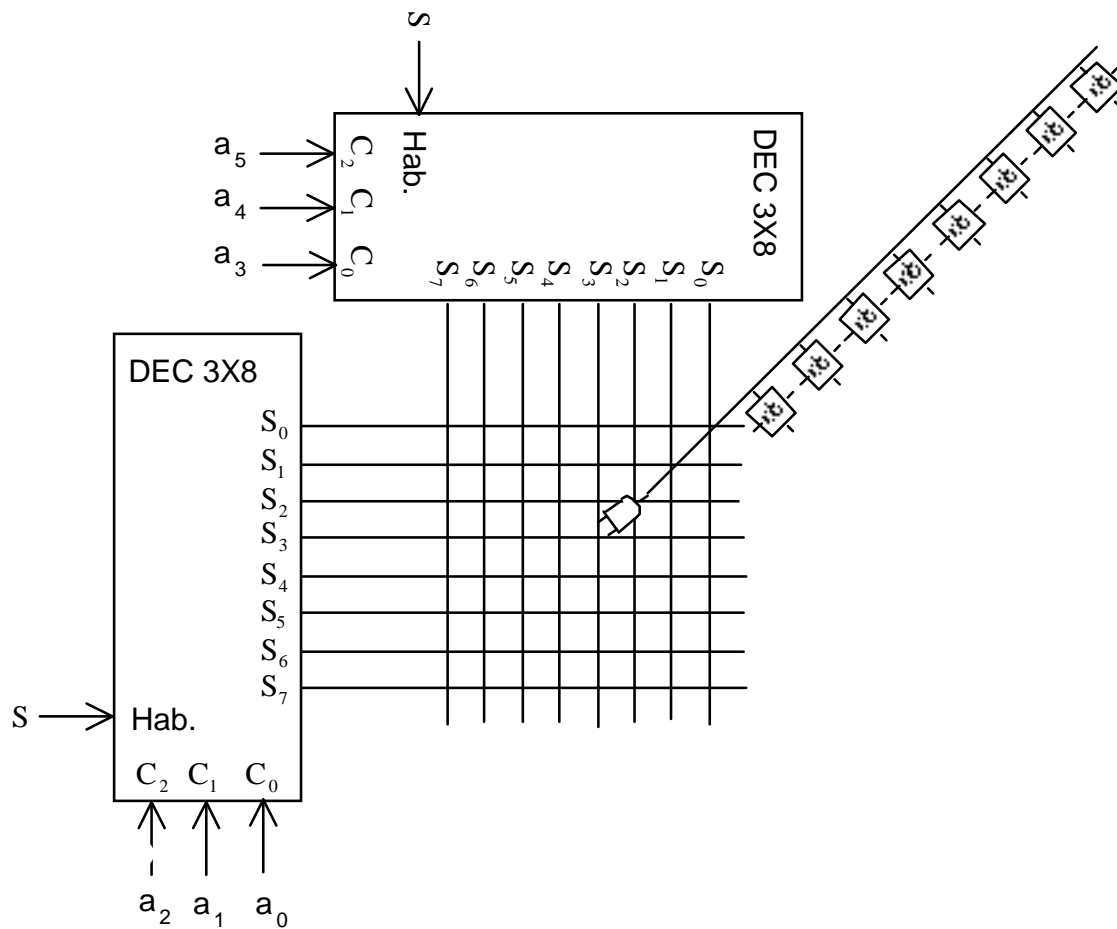 S
a5 C2 Hab. DEC 3X8
a4 C1
a3 C0
S7 S6 S5 S4 S3 S2 S1 S0
DEC 3X8
S0
S1
S2
S3
S4
S5
S6
S7
S Hab.
C2 C1 C0
a2 a1 a0